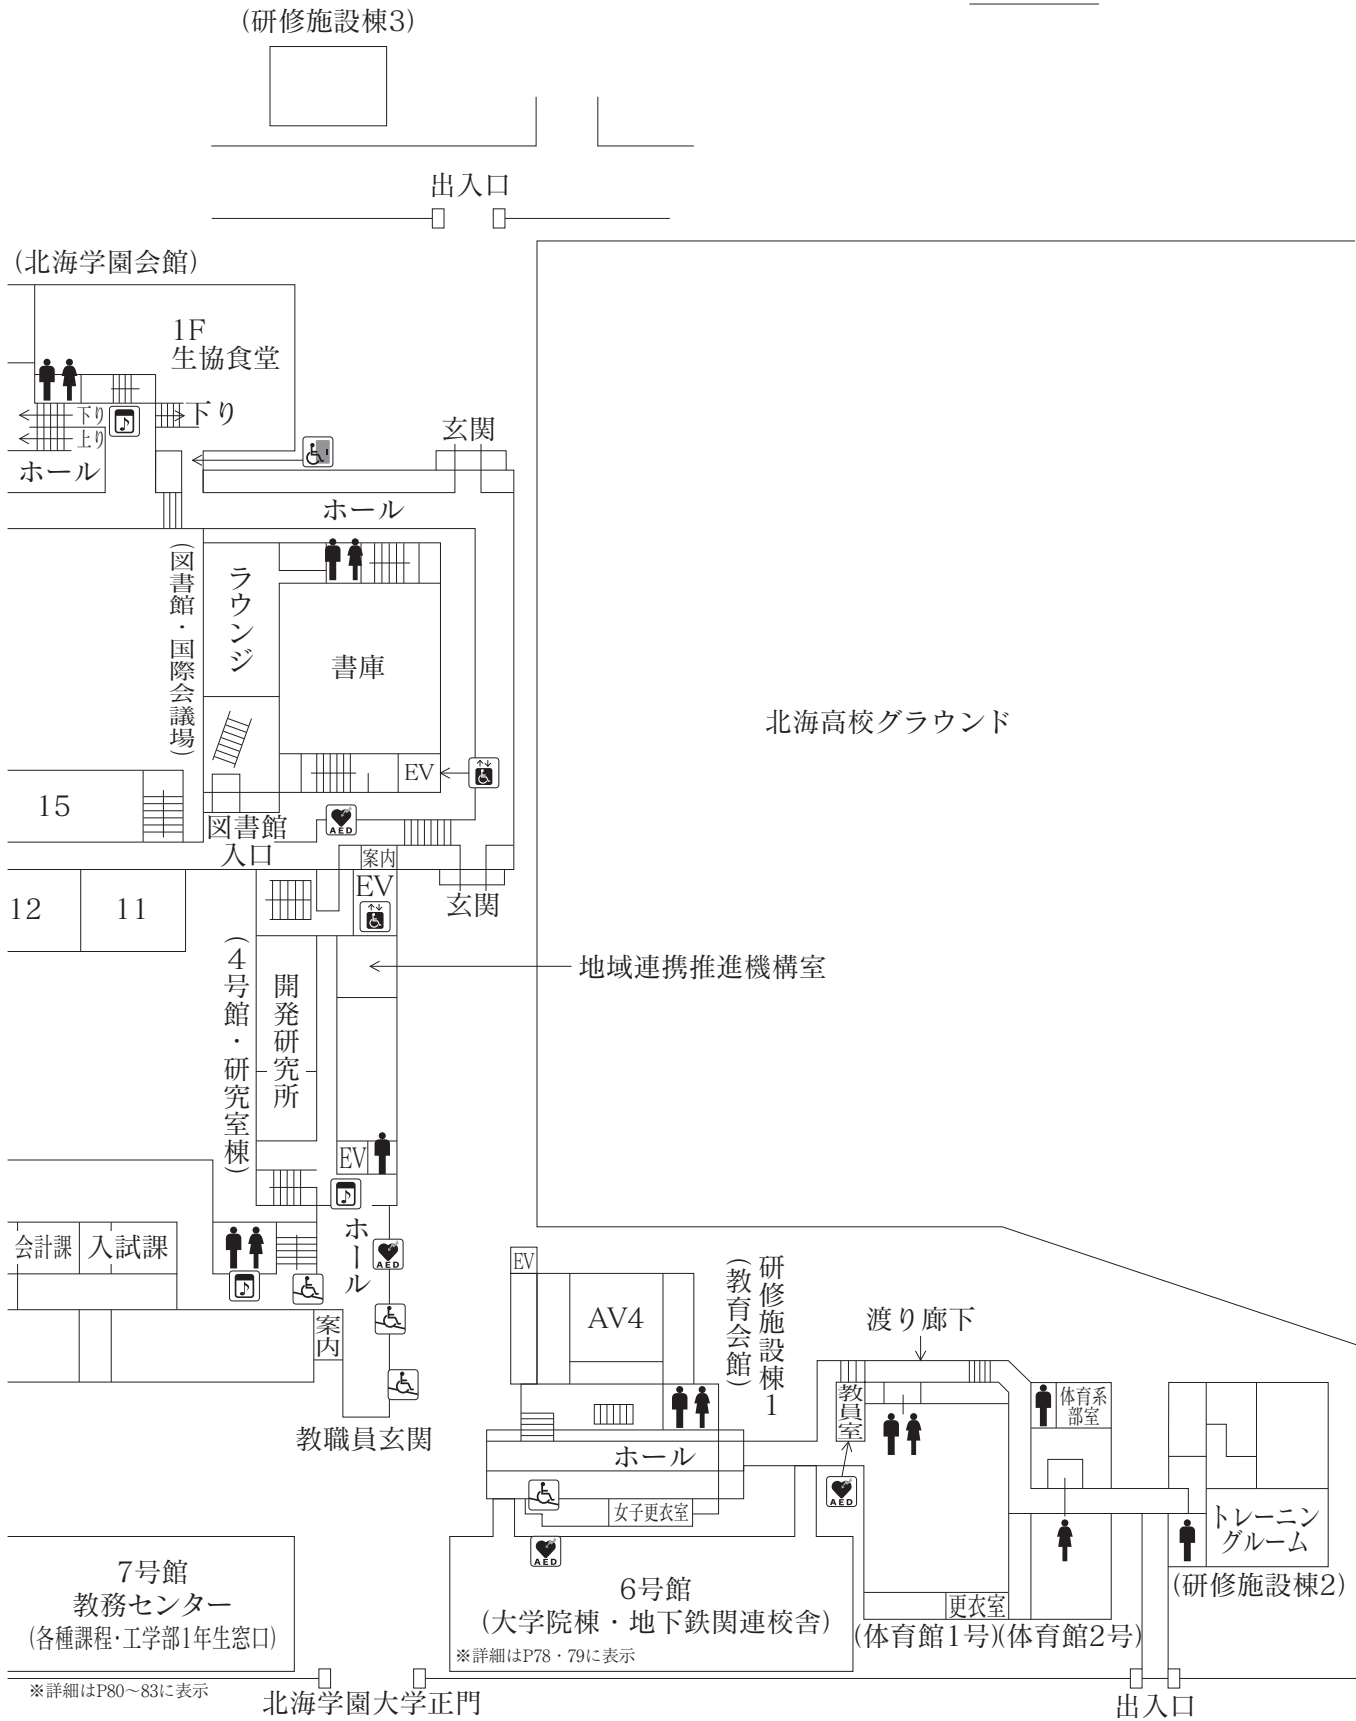 (研修施設棟3)
出入口
(北海学園会館)
1F
生協食堂
下り
下り
上り
ホール
玄関
ホール
(図書館・国際会議場)
ラウンジ
書庫
北海高校グラウンド
EV
15
AED
図書館
入口
案内
EV
玄関
12
11
地域連携推進機構室
(4号館・研究室棟)
開発研究所
EV
会計課
入試課
ホール
AED
案内
教職員玄関
EV
AV4
研修施設棟1
(教育会館)
渡り廊下
教員室
体育系
部室
ホール
AED
女子更衣室
AED
トレーニン
グルーム
(研修施設棟2)
7号館
教務センター
(各種課程・工学部1年生窓口)
6号館
(大学院棟・地下鉄関連校舎)
※詳細はP78・79に表示
更衣室
(体育館1号)
(体育館2号)
※詳細はP80〜83に表示
北海学園大学正門
出入口